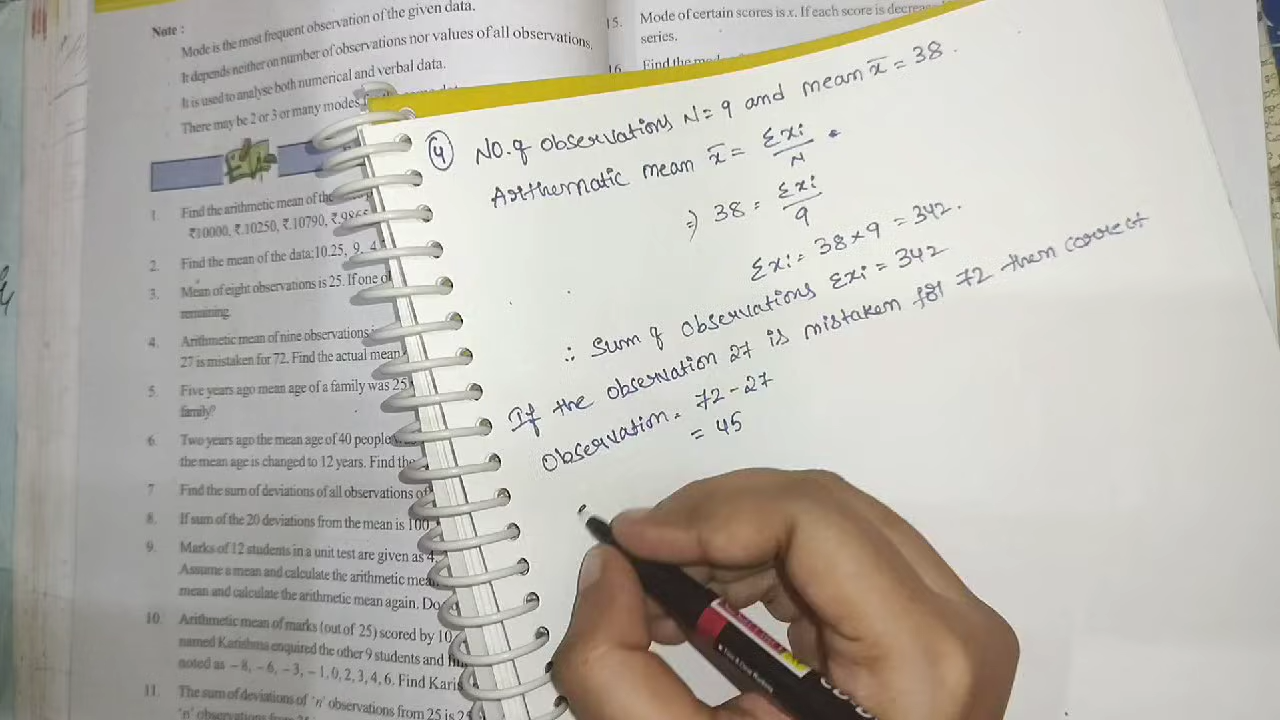 Note :
Mode is the most frequent observation of the given data.
It depends neither on number of observations nor values of all observations.
It is used to analyse both numerical and verbal data.
There may be 2 or 3 or many modes
1. Find the arithmetic mean of the
₹10000, ₹.10250, ₹.10790, ₹.9865
2. Find the mean of the data:10.25, 9, 4.
3. Mean of eight observations is 25. If one of
remaining.
4. Arithmetic mean of nine observations
27 is mistaken for 72. Find the actual mean
5. Five years ago mean age of a family was 25
family?
6. Two years ago the mean age of 40 people
the mean age is changed to 12 years. Find the
7 Find the sum of deviations of all observations of
8. If sum of the 20 deviations from the mean is 100
9. Marks of 12 students in a unit test are given as 4
Assume a mean and calculate the arithmetic
mean and calculate the arithmetic mean again. Do
10. Arithmetic mean of marks (out of 25) scored by 10
named Karishma enquired the other 9 students and
noted as −8, −6, −3, −1, 0, 2, 3, 4, 6. Find
11. The sum of deviations of 'n' observations from 25 is
'n' observations from
15. Mode of certain scores is x. If each score is
series.
16. Find the
4 NO.of observations N=9 and mean x̄ = 38.
Arithematic mean x̄ = Σxi/N
⇒ 38 = Σxi/9
Σxi = 38×9 = 342.
∴ Sum of observations Σxi = 342
If the observation 27 is mistaken for 72 then correct
Observation = 72-27
= 45